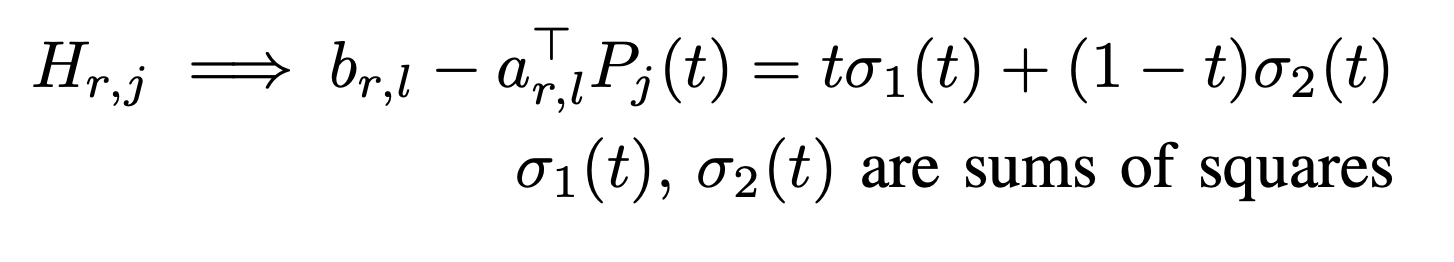 H_{r,j} ⟹ b_{r,l} − a_{r,l}^⊤ P_j(t) = tσ_1(t) + (1 − t)σ_2(t)
σ_1(t), σ_2(t) are sums of squares